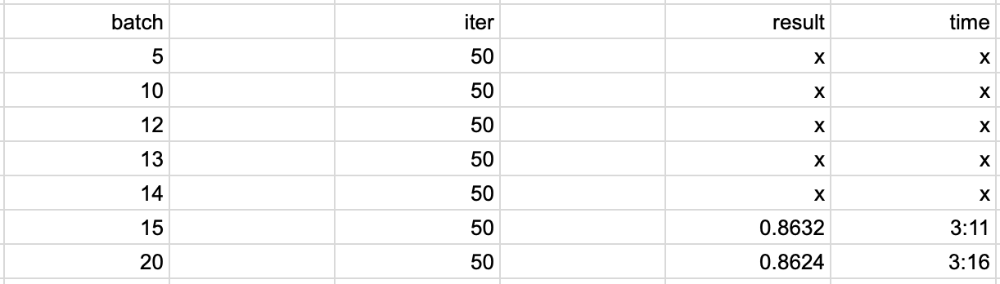 batch iter result time
5 50 x x
10 50 x x
12 50 x x
13 50 x x
14 50 x x
15 50 0.8632 3:11
20 50 0.8624 3:16